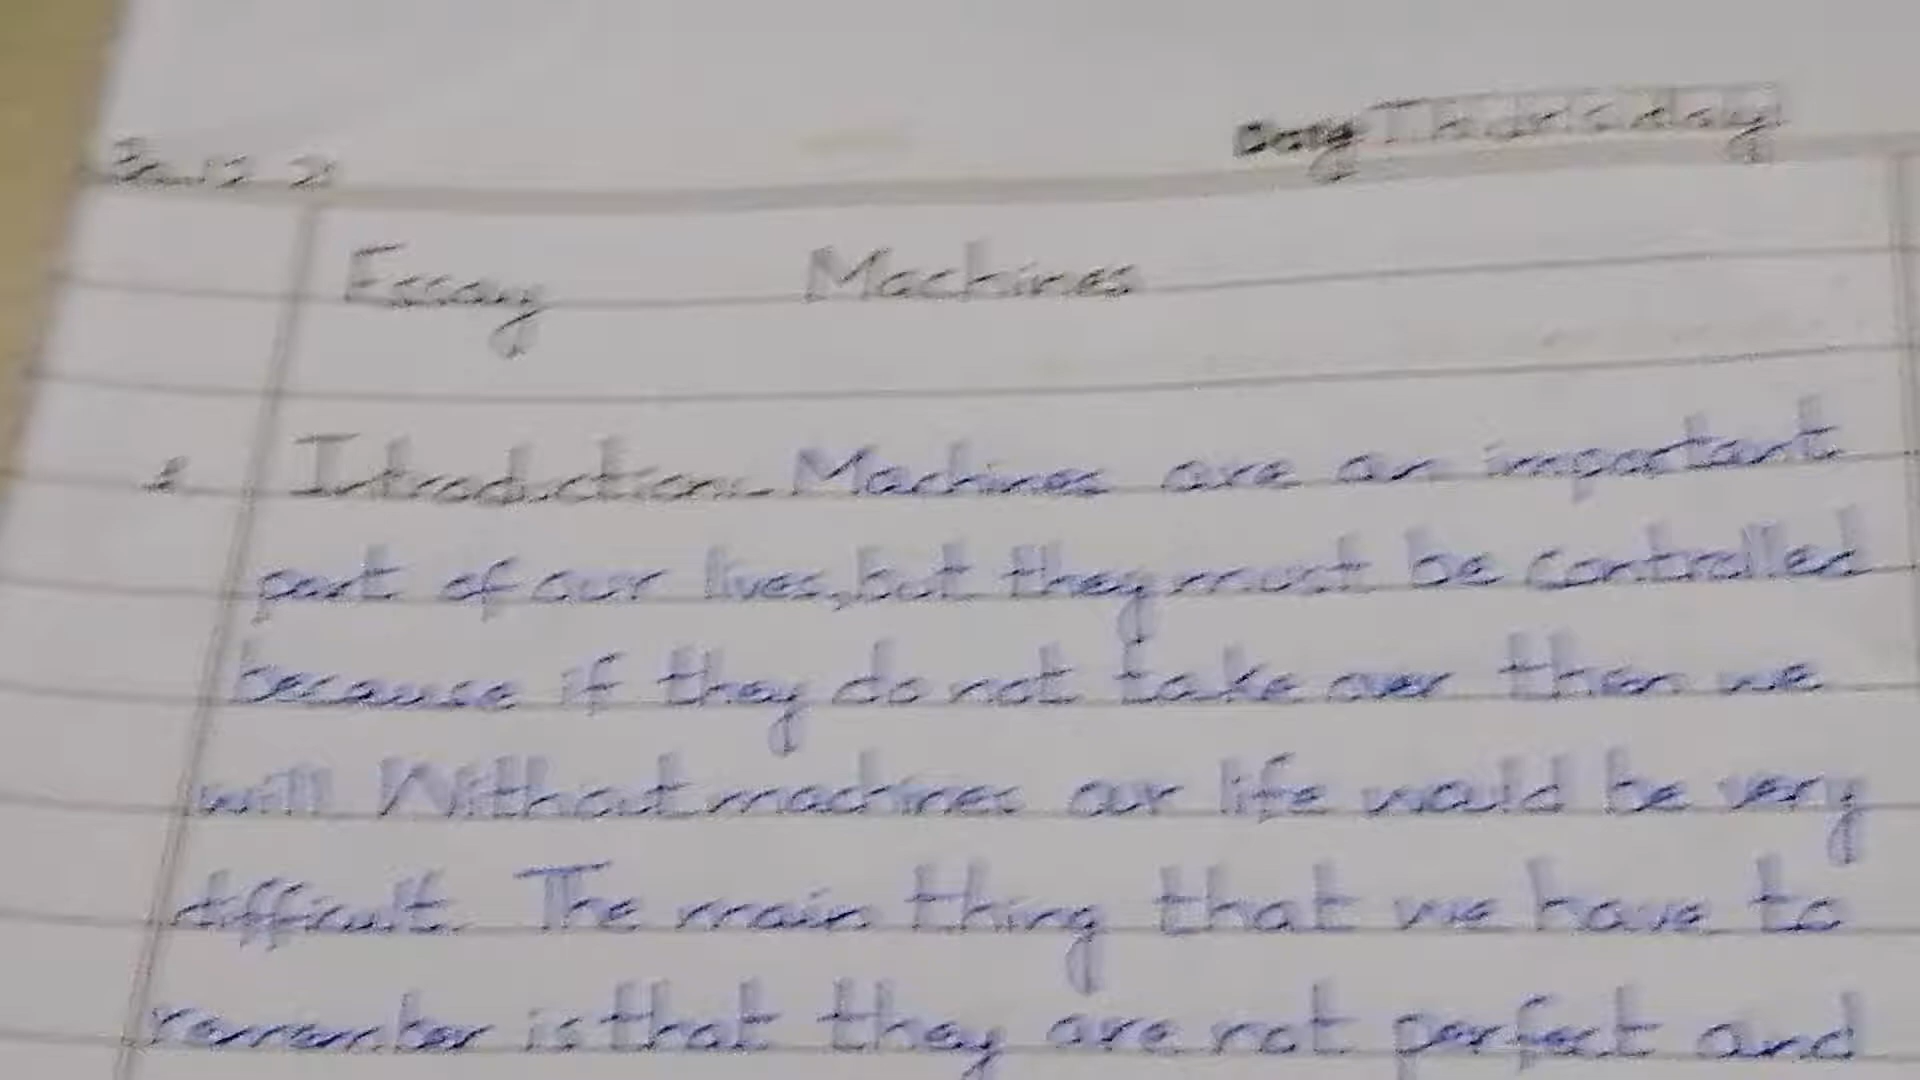 Day Thursday
Essay Machines
Itroduction. Machines are an important
part of our lives, but they must be controlled
because if they do not take over then we
will. Without machines our life would be very
difficult. The main thing that we have to
remember is that they are not perfect and